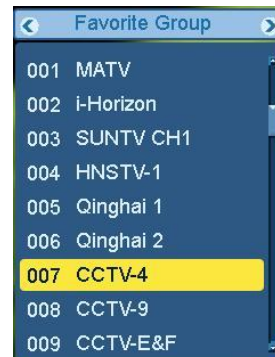 Favorite Group
001 MATV
002 i-Horizon
003 SUNTV CH1
004 HNSTV-1
005 Qinghai 1
006 Qinghai 2
007 CCTV-4
008 CCTV-9
009 CCTV-E&F